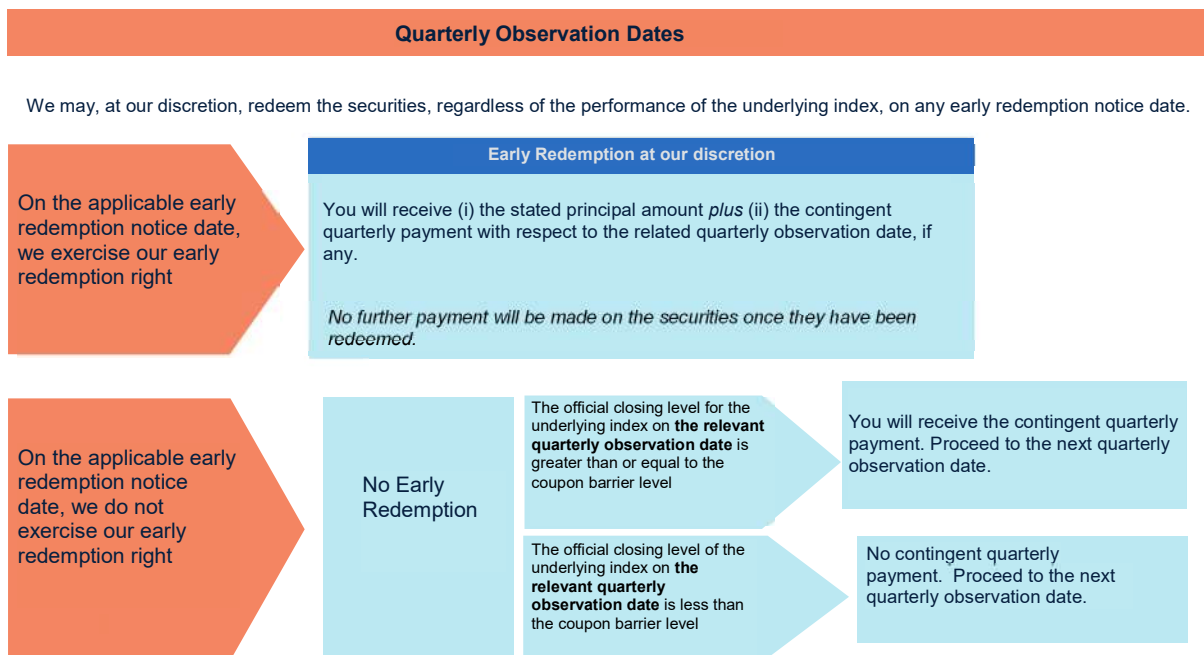 Quarterly Observation Dates
We may, at our discretion, redeem the securities, regardless of the performance of the underlying index, on any early redemption notice date.
On the applicable early
redemption notice date,
we exercise our early
redemption right
Early Redemption at our discretion
You will receive (i) the stated principal amount plus (ii) the contingent
quarterly payment with respect to the related quarterly observation date, if
any.
No further payment will be made on the securities once they have been
redeemed.
On the applicable early
redemption notice
date, we do not
exercise our early
redemption right
No Early
Redemption
The official closing level for the
underlying index on the relevant
quarterly observation date is
greater than or equal to the
coupon barrier level
You will receive the contingent quarterly
payment. Proceed to the next quarterly
observation date.
The official closing level of the
underlying index on the
relevant quarterly
observation date is less than
the coupon barrier level
No contingent quarterly
payment.  Proceed to the next
quarterly observation date.